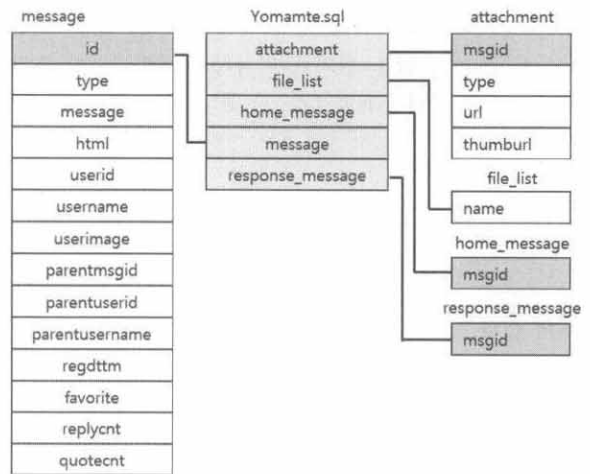 message
id
type
message
html
userid
username
userimage
parentmsgid
parentuserid
parentusername
regdttm
favorite
replycnt
quotecnt
Yomamte.sql
attachment
file_list
home_message
message
response_message
attachment
msgid
type
url
thumburl
file_list
name
home_message
msgid
response_message
msgid